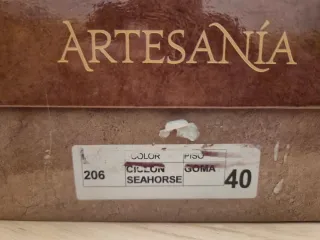 ARTESANÍA
COLOR PISO
206 CICLON GOMA 40
SEAHORSE